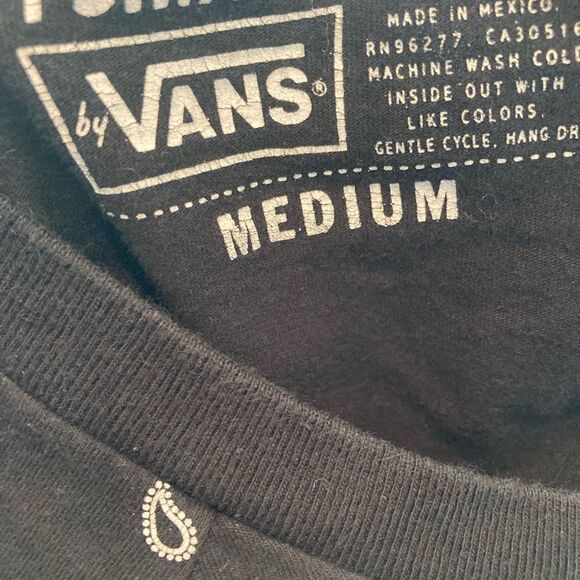 by VANS®
MADE IN MEXICO.
RN96277. CA30516
MACHINE WASH COLD
INSIDE OUT WITH
LIKE COLORS.
GENTLE CYCLE, HANG DR
MEDIUM